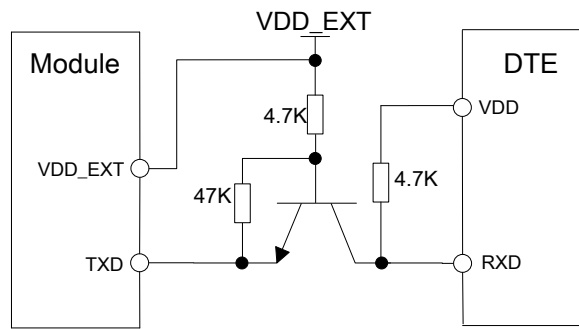 VDD_EXT
Module
DTE
4.7K
VDD
VDD_EXT
47K
4.7K
TXD
RXD